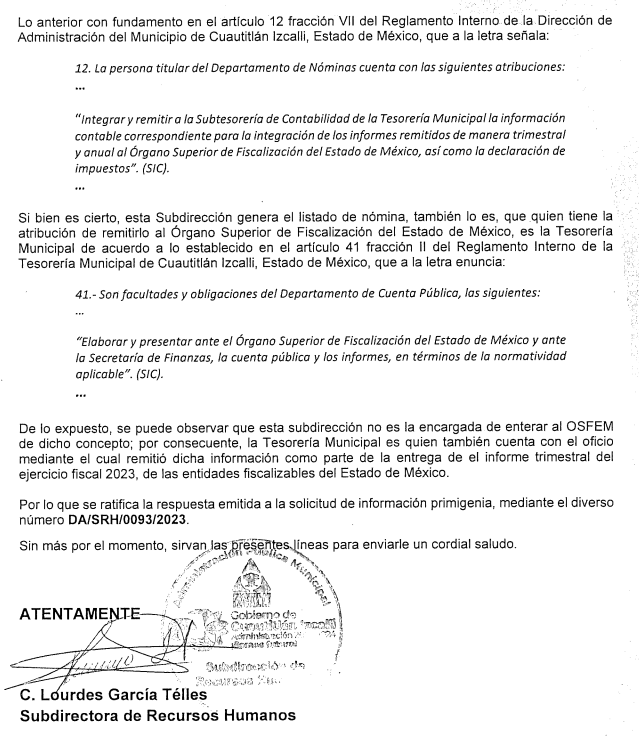 Lo anterior con fundamento en el artículo 12 fracción VII del Reglamento Interno de la Dirección de
Administración del Municipio de Cuautitlán Izcalli, Estado de México, que a la letra señala:
12. La persona titular del Departamento de Nóminas cuenta con las siguientes atribuciones:
...
"Integrar y remitir a la Subtesorería de Contabilidad de la Tesorería Municipal la información
contable correspondiente para la integración de los informes remitidos de manera trimestral
y anual al Órgano Superior de Fiscalización del Estado de México, así como la declaración de
impuestos". (SIC).
...
Si bien es cierto, esta Subdirección genera el listado de nómina, también lo es, que quien tiene la
atribución de remitirlo al Órgano Superior de Fiscalización del Estado de México, es la Tesorería
Municipal de acuerdo a lo establecido en el artículo 41 fracción II del Reglamento Interno de la
Tesorería Municipal de Cuautitlán Izcalli, Estado de México, que a la letra enuncia:
41.- Son facultades y obligaciones del Departamento de Cuenta Pública, las siguientes:
...
"Elaborar y presentar ante el Órgano Superior de Fiscalización del Estado de México y ante
la Secretaría de Finanzas, la cuenta pública y los informes, en términos de la normatividad
aplicable". (SIC).
...
De lo expuesto, se puede observar que esta subdirección no es la encargada de enterar al OSFEM
de dicho concepto; por consecuente, la Tesorería Municipal es quien también cuenta con el oficio
mediante el cual remitió dicha información como parte de la entrega de el informe trimestral del
ejercicio fiscal 2023, de las entidades fiscalizables del Estado de México.
Por lo que se ratifica la respuesta emitida a la solicitud de información primigenia, mediante el diverso
número DA/SRH/0093/2023.
Sin más por el momento, sirvan las presentes líneas para enviarle un cordial saludo.
Administración Pública Municipal
ATENTAMENTE
Gobierno de
Cuautitlán Izcalli
Administración
Subdirección de
Recursos
C. Lourdes García Télles
Subdirectora de Recursos Humanos